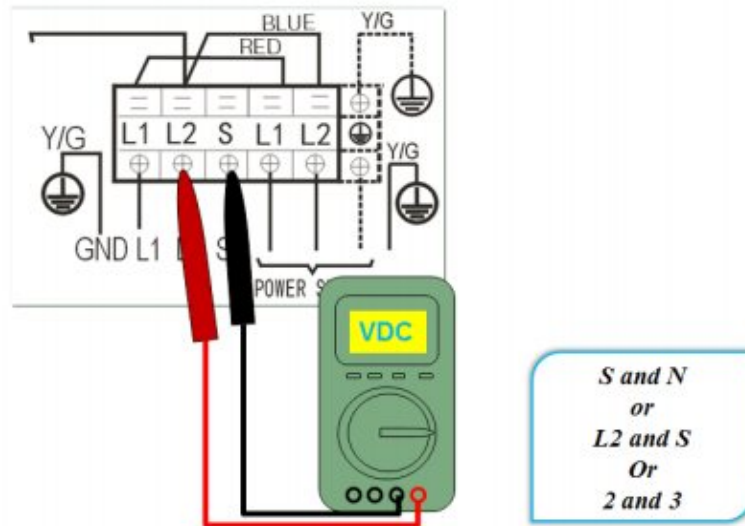 BLUE
Y/G
RED
L1 L2 S L1 L2
Y/G
Y/G
GND L1
POWER
VDC
S and N
or
L2 and S
Or
2 and 3